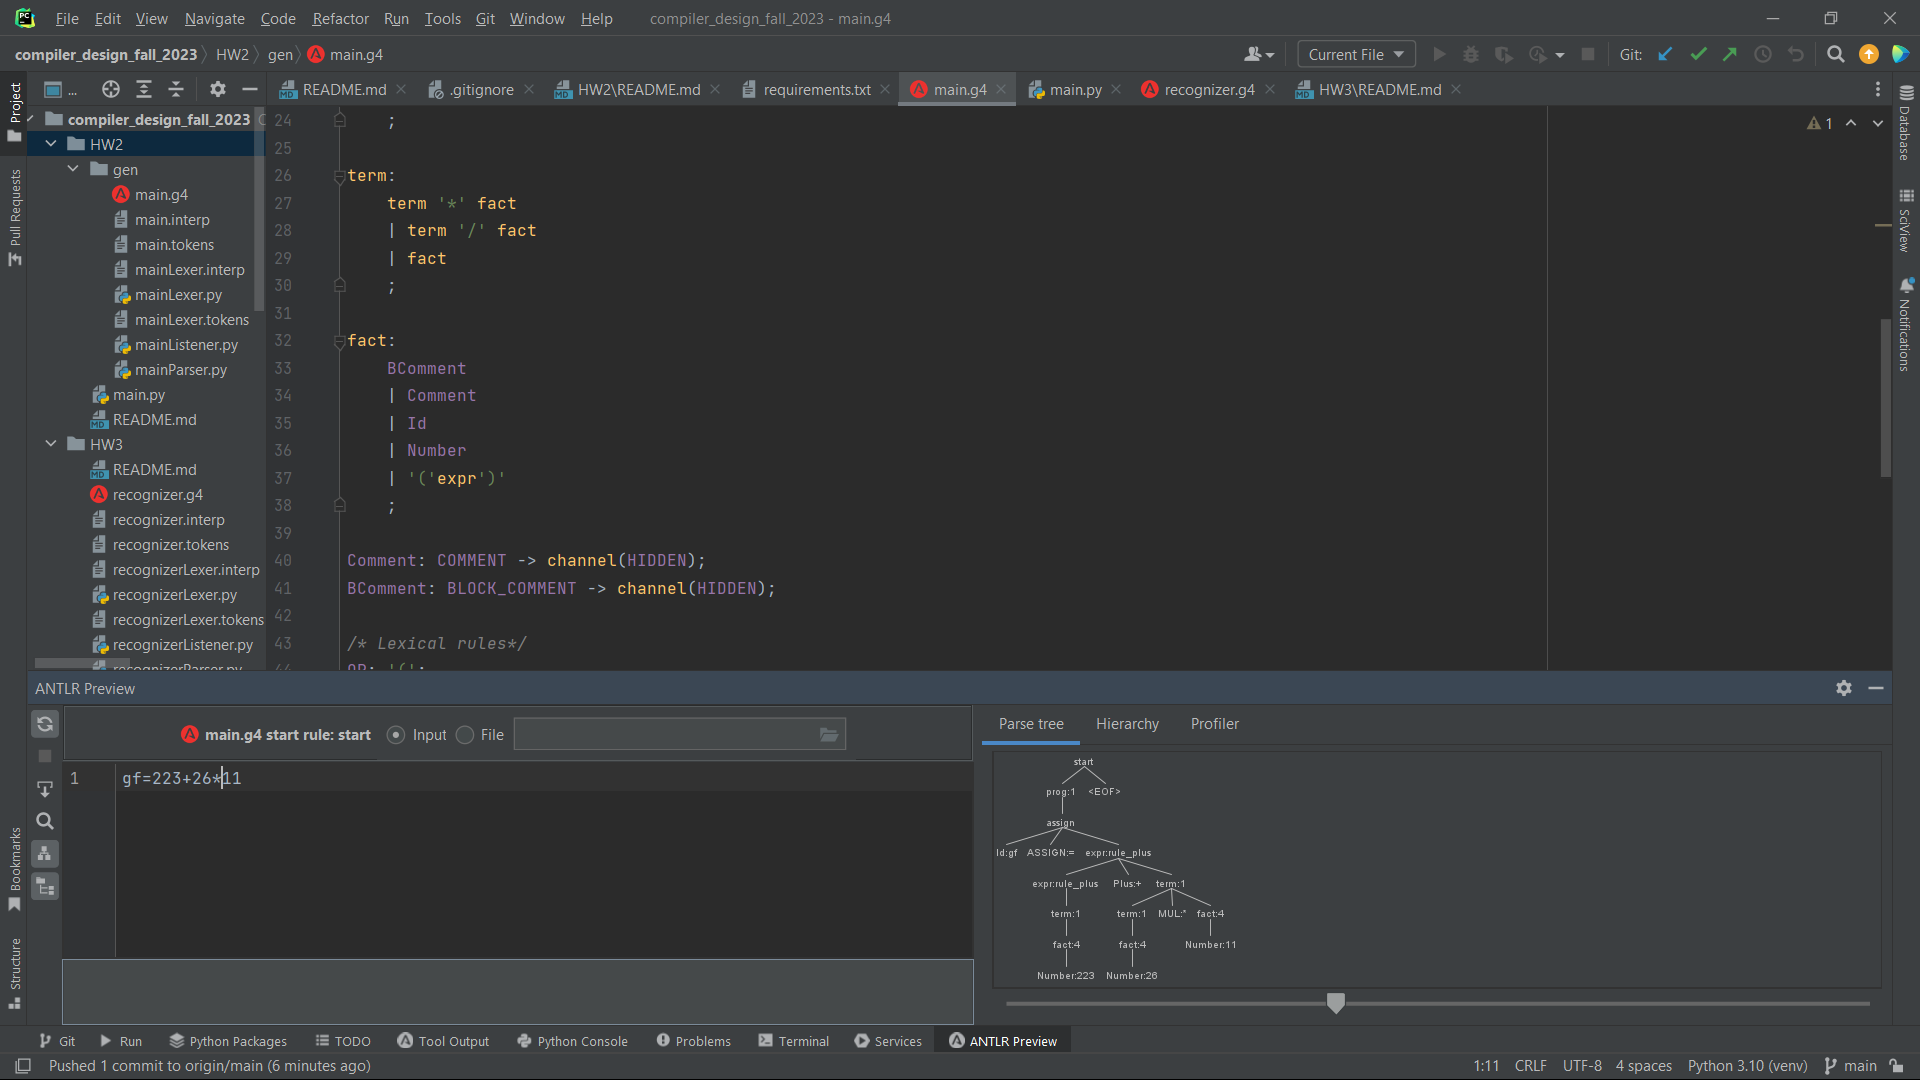 PC File Edit View Navigate Code Refactor Run Tools Git Window Help compiler_design_fall_2023 - main.g4
compiler_design_fall_2023 HW2 gen main.g4 Current File Git:
... README.md .gitignore HW2\README.md requirements.txt main.g4 main.py recognizer.g4 HW3\README.md
Project
Pull Requests
Bookmarks
Structure
compiler_design_fall_2023
HW2
gen
main.g4
main.interp
main.tokens
mainLexer.interp
mainLexer.py
mainLexer.tokens
mainListener.py
mainParser.py
main.py
README.md
HW3
README.md
recognizer.g4
recognizer.interp
recognizer.tokens
recognizerLexer.interp
recognizerLexer.py
recognizerLexer.tokens
recognizerListener.py
recognizerParser.py
24 ;
25
26 term:
27 term '*' fact
28 | term '/' fact
29 | fact
30 ;
31
32 fact:
33 BComment
34 | Comment
35 | Id
36 | Number
37 | '('expr')'
38 ;
39
40 Comment: COMMENT -> channel(HIDDEN);
41 BComment: BLOCK_COMMENT -> channel(HIDDEN);
42
43 /* Lexical rules*/
44 OP: '(';
1
Database
SciView
Notifications
ANTLR Preview
main.g4 start rule: start Input File
1 gf=223+26*11
Parse tree Hierarchy Profiler
start
prog:1 <EOF>
assign
Id:gf ASSIGN:= expr:rule_plus
expr:rule_plus Plus:+ term:1
term:1 term:1 MUL:* fact:4
fact:4 fact:4 Number:11
Number:223 Number:26
Git Run Python Packages TODO Tool Output Python Console Problems Terminal Services ANTLR Preview
Pushed 1 commit to origin/main (6 minutes ago) 1:11 CRLF UTF-8 4 spaces Python 3.10 (venv) main